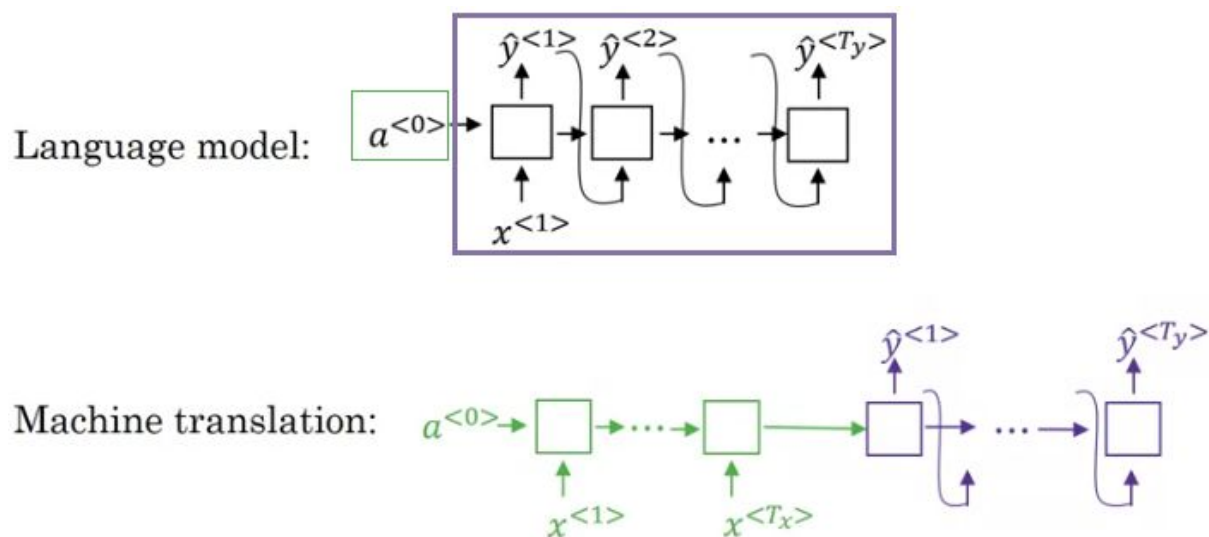 ŷ<1> ŷ<2> ŷ<Ty>
Language model: a<0> ...
x<1>
ŷ<1> ŷ<Ty>
Machine translation: a<0> ... ...
x<1> x<Tx>